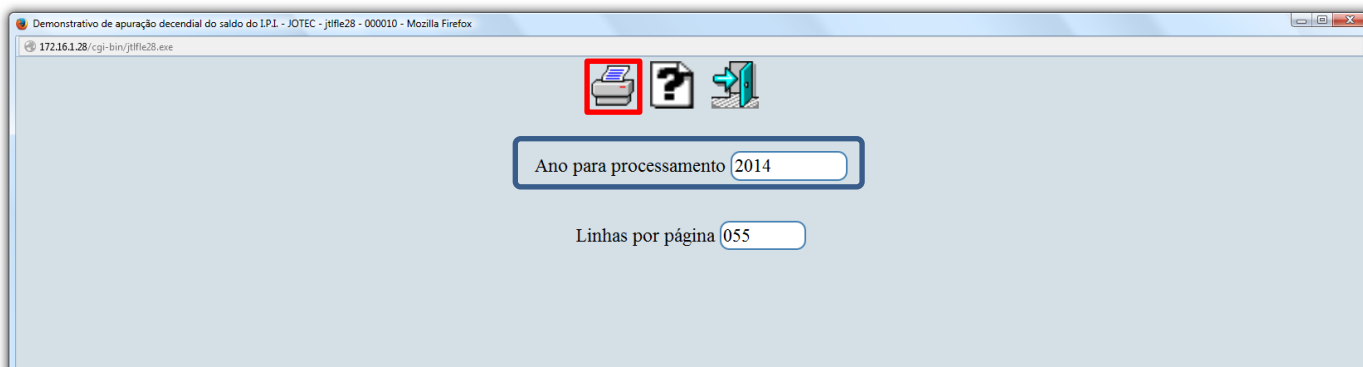 Demonstrativo de apuração decendial do saldo do I.P.I. - JOTEC - jtlfle28 - 000010 - Mozilla Firefox
172.16.1.28/cgi-bin/jtlfle28.exe
?
Ano para processamento 2014
Linhas por página 055